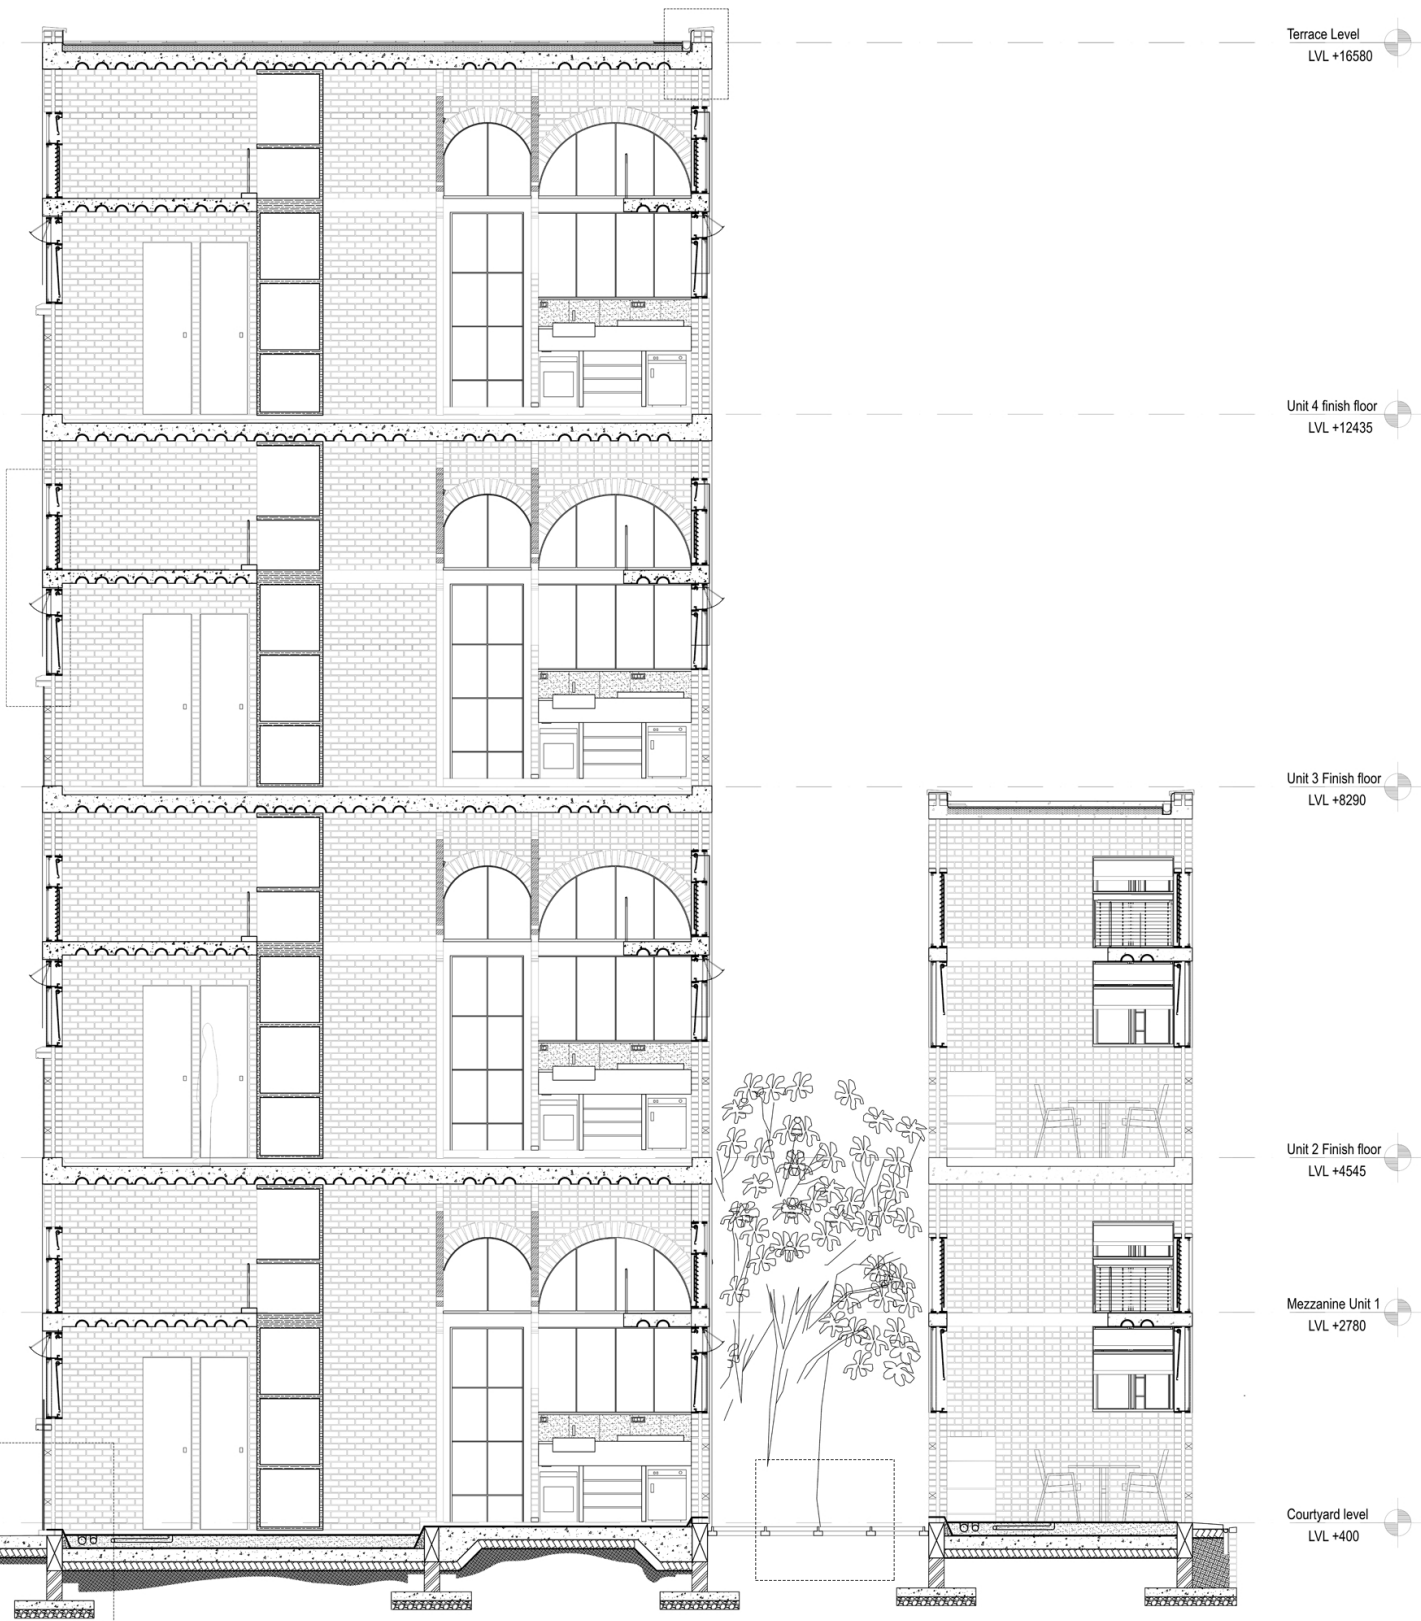 Terrace Level
LVL +16580
Unit 4 finish floor
LVL +12435
Unit 3 Finish floor
LVL +8290
Unit 2 Finish floor
LVL +4545
Mezzanine Unit 1
LVL +2780
Courtyard level
LVL +400